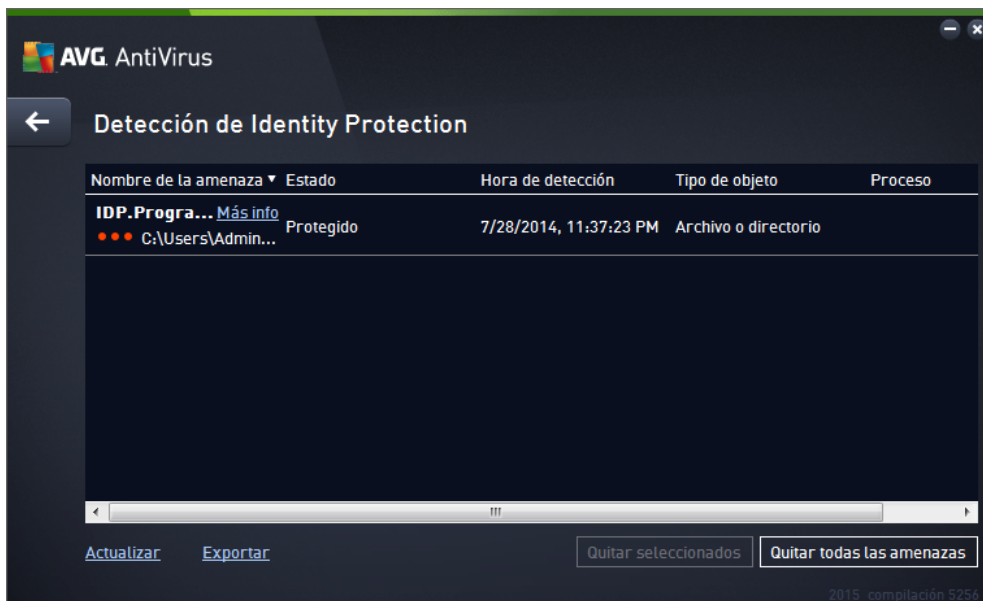 AVG. AntiVirus
Detección de Identity Protection
Nombre de la amenaza Estado Hora de detección Tipo de objeto Proceso
IDP.Progra... Más info Protegido 7/28/2014, 11:37:23 PM Archivo o directorio
C:\Users\Admin...
Actualizar Exportar Quitar seleccionados Quitar todas las amenazas
2015 compilación 5256